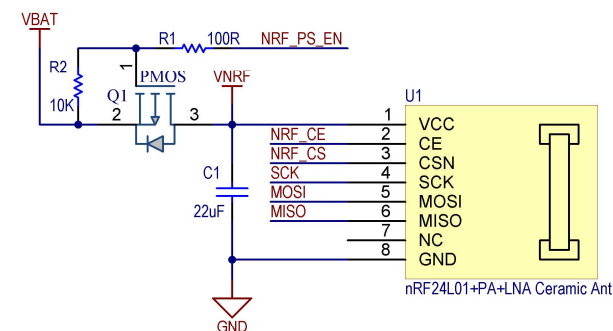 VBAT
R1 100R NRF_PS_EN
R2
10K
1
PMOS
Q1
2
3
VNRF
C1
22uF
GND
U1
1 VCC
NRF_CE 2 CE
NRF_CS 3 CSN
SCK 4 SCK
MOSI 5 MOSI
MISO 6 MISO
7 NC
8 GND
nRF24L01+PA+LNA Ceramic Ant